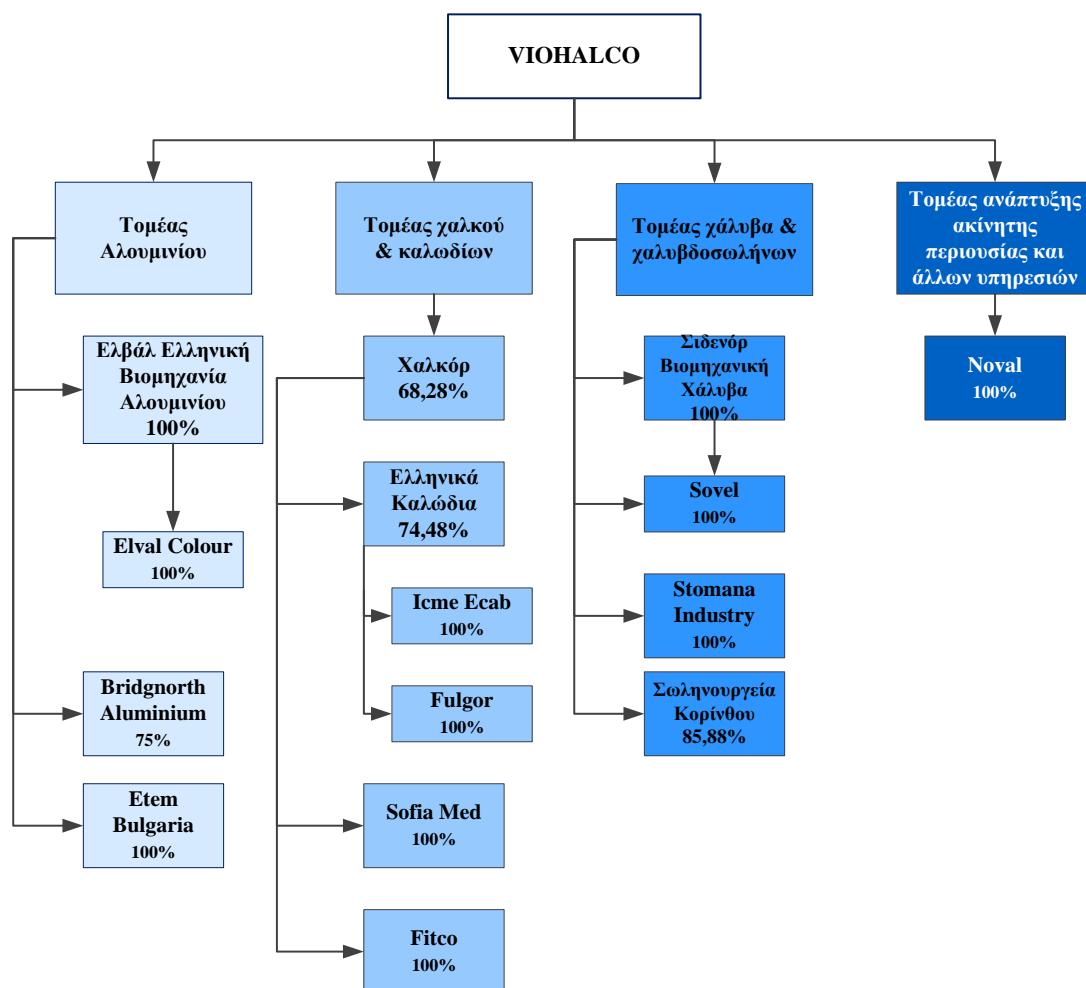 VIOHALCO
Τομέας
Αλουμινίου
Τομέας χαλκού
& καλωδίων
Τομέας χάλυβα &
χαλυβδοσωλήνων
Τομέας ανάπτυξης
ακίνητης
περιουσίας και
άλλων υπηρεσιών
Ελβάλ Ελληνική
Βιομηχανία
Αλουμινίου
100%
Elval Colour
100%
Bridgnorth
Aluminium
75%
Etem
Bulgaria
100%
Χαλκόρ
68,28%
Ελληνικά
Καλώδια
74,48%
Icme Ecab
100%
Fulgor
100%
Sofia Med
100%
Fitco
100%
Σιδενόρ
Βιομηχανική
Χάλυβα
100%
Sovel
100%
Stomana
Industry
100%
Σωληνουργεία
Κορίνθου
85,88%
Noval
100%